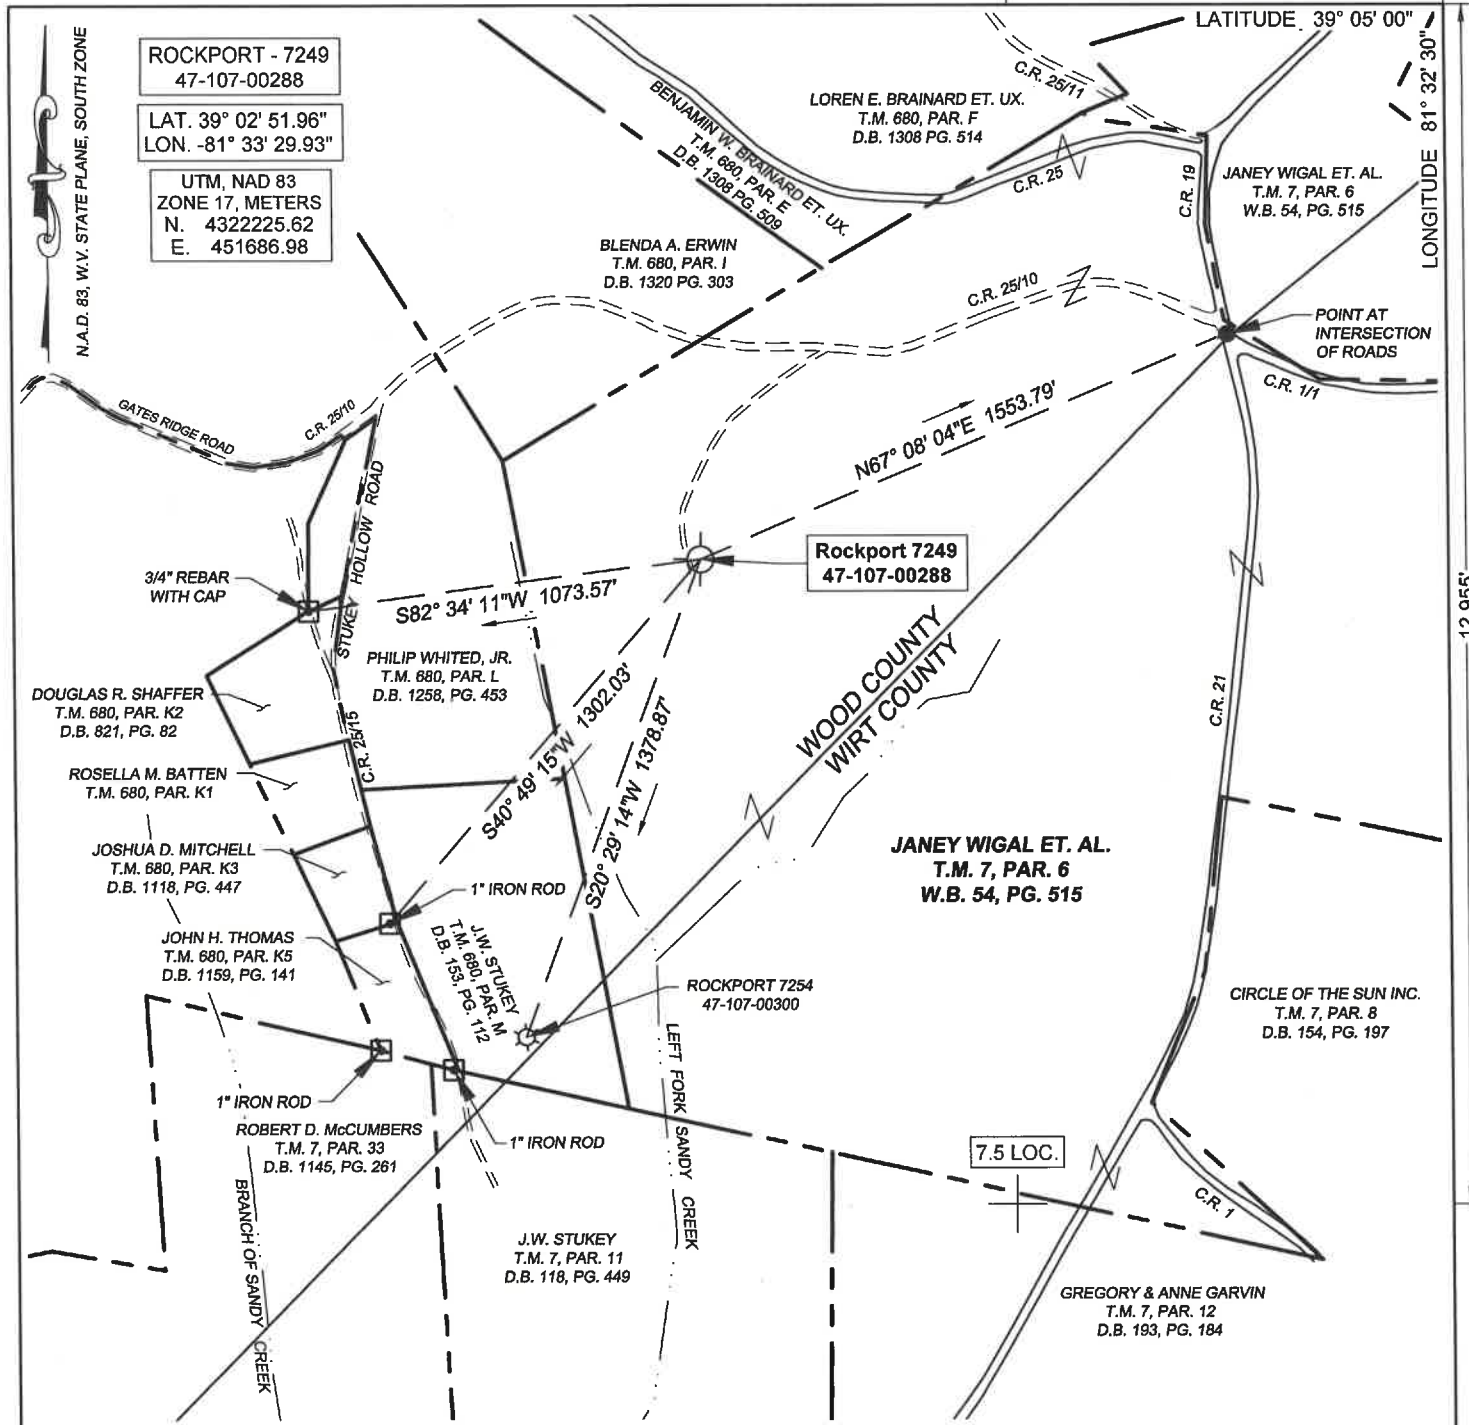 LATITUDE 39° 05' 00"
LONGITUDE 81° 32' 30"
12,955'
N.A.D. 83, W.V. STATE PLANE, SOUTH ZONE
ROCKPORT - 7249
47-107-00288
LAT. 39° 02' 51.96"
LON. -81° 33' 29.93"
UTM, NAD 83
ZONE 17, METERS
N. 4322225.62
E. 451686.98
BENJAMIN W. BRAINARD ET. UX.
T.M. 680, PAR. E
D.B. 1308 PG. 509
LOREN E. BRAINARD ET. UX.
T.M. 680, PAR. F
D.B. 1308 PG. 514
C.R. 25/11
C.R. 25
C.R. 19
JANEY WIGAL ET. AL.
T.M. 7, PAR. 6
W.B. 54, PG. 515
BLENDA A. ERWIN
T.M. 680, PAR. I
D.B. 1320 PG. 303
C.R. 25/10
POINT AT
INTERSECTION
OF ROADS
C.R. 1/1
GATES RIDGE ROAD
C.R. 25/10
STUKEY HOLLOW ROAD
N67° 08' 04"E 1553.79'
Rockport 7249
47-107-00288
3/4" REBAR
WITH CAP
S82° 34' 11"W 1073.57'
PHILIP WHITED, JR.
T.M. 680, PAR. L
D.B. 1258, PG. 453
S40° 49' 15"W 1302.03'
S20° 29' 14"W 1378.87'
WOOD COUNTY
WIRT COUNTY
C.R. 21
DOUGLAS R. SHAFFER
T.M. 680, PAR. K2
D.B. 821, PG. 82
C.R. 25/15
ROSELLA M. BATTEN
T.M. 680, PAR. K1
JOSHUA D. MITCHELL
T.M. 680, PAR. K3
D.B. 1118, PG. 447
1" IRON ROD
JANEY WIGAL ET. AL.
T.M. 7, PAR. 6
W.B. 54, PG. 515
JOHN H. THOMAS
T.M. 680, PAR. K5
D.B. 1159, PG. 141
J.W. STUKEY
T.M. 680, PAR. M
D.B. 153, PG. 112
ROCKPORT 7254
47-107-00300
CIRCLE OF THE SUN INC.
T.M. 7, PAR. 8
D.B. 154, PG. 197
LEFT FORK SANDY CREEK
1" IRON ROD
ROBERT D. McCUMBERS
T.M. 7, PAR. 33
D.B. 1145, PG. 261
1" IRON ROD
7.5 LOC.
C.R. 1
BRANCH OF SANDY CREEK
J.W. STUKEY
T.M. 7, PAR. 11
D.B. 118, PG. 449
GREGORY & ANNE GARVIN
T.M. 7, PAR. 12
D.B. 193, PG. 184